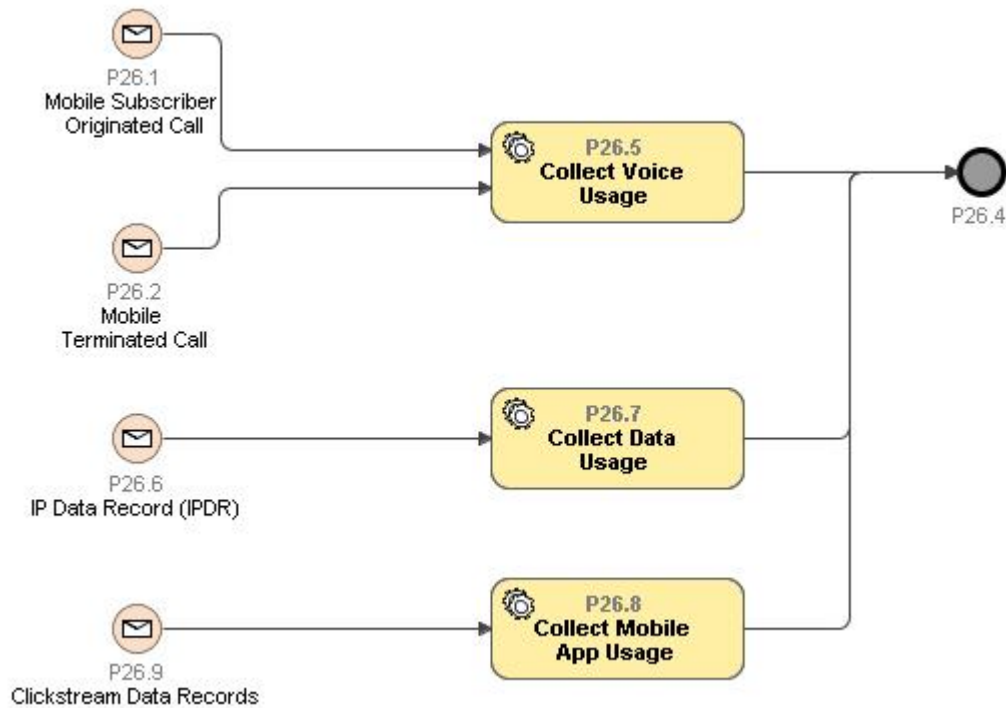 P26.1
Mobile Subscriber
Originated Call
P26.5
Collect Voice
Usage
P26.4
P26.2
Mobile
Terminated Call
P26.7
Collect Data
Usage
P26.6
IP Data Record (IPDR)
P26.8
Collect Mobile
App Usage
P26.9
Clickstream Data Records